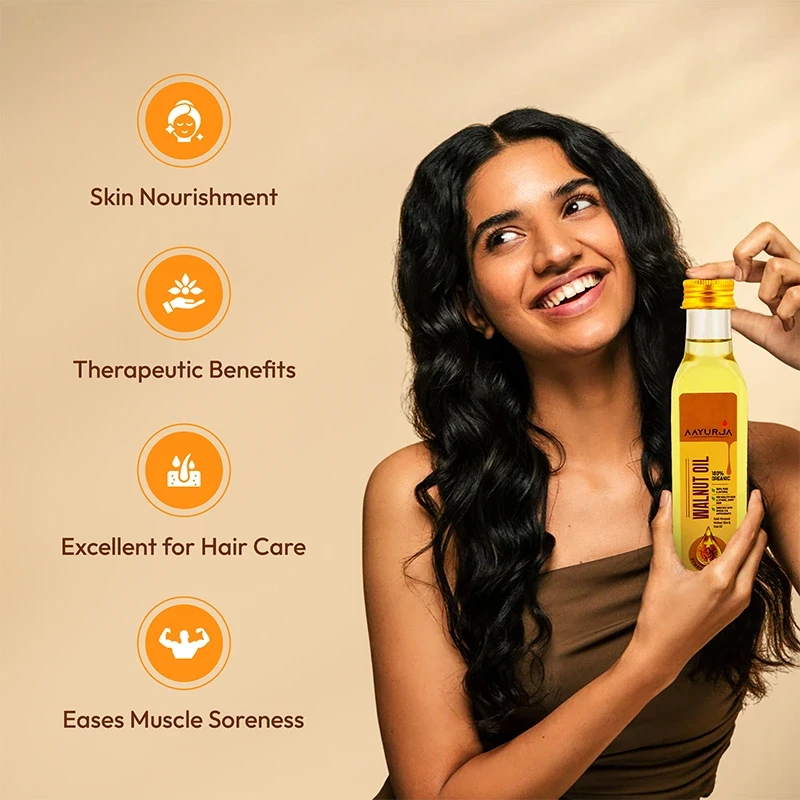 Skin Nourishment
Therapeutic Benefits
Excellent for Hair Care
Eases Muscle Soreness
AAYURJA
WALNUT OIL
100%
ORGANIC